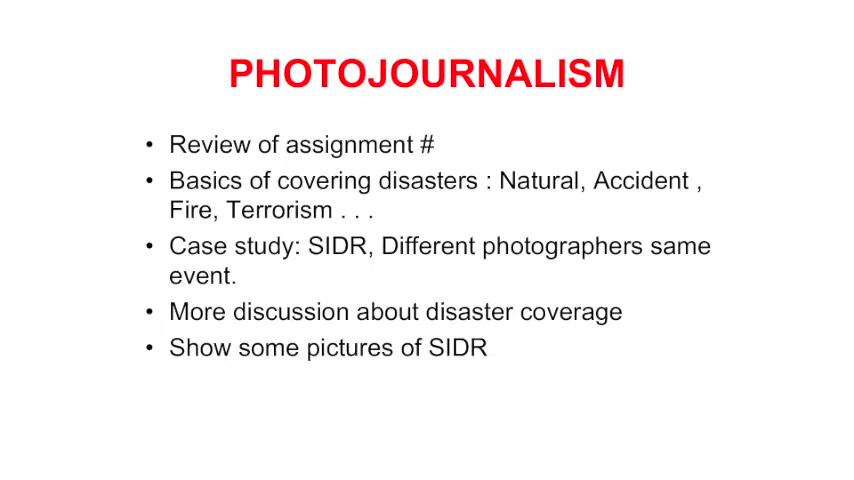 PHOTOJOURNALISM
• Review of assignment #
• Basics of covering disasters : Natural, Accident ,
Fire, Terrorism . . .
• Case study: SIDR, Different photographers same
event.
• More discussion about disaster coverage
• Show some pictures of SIDR